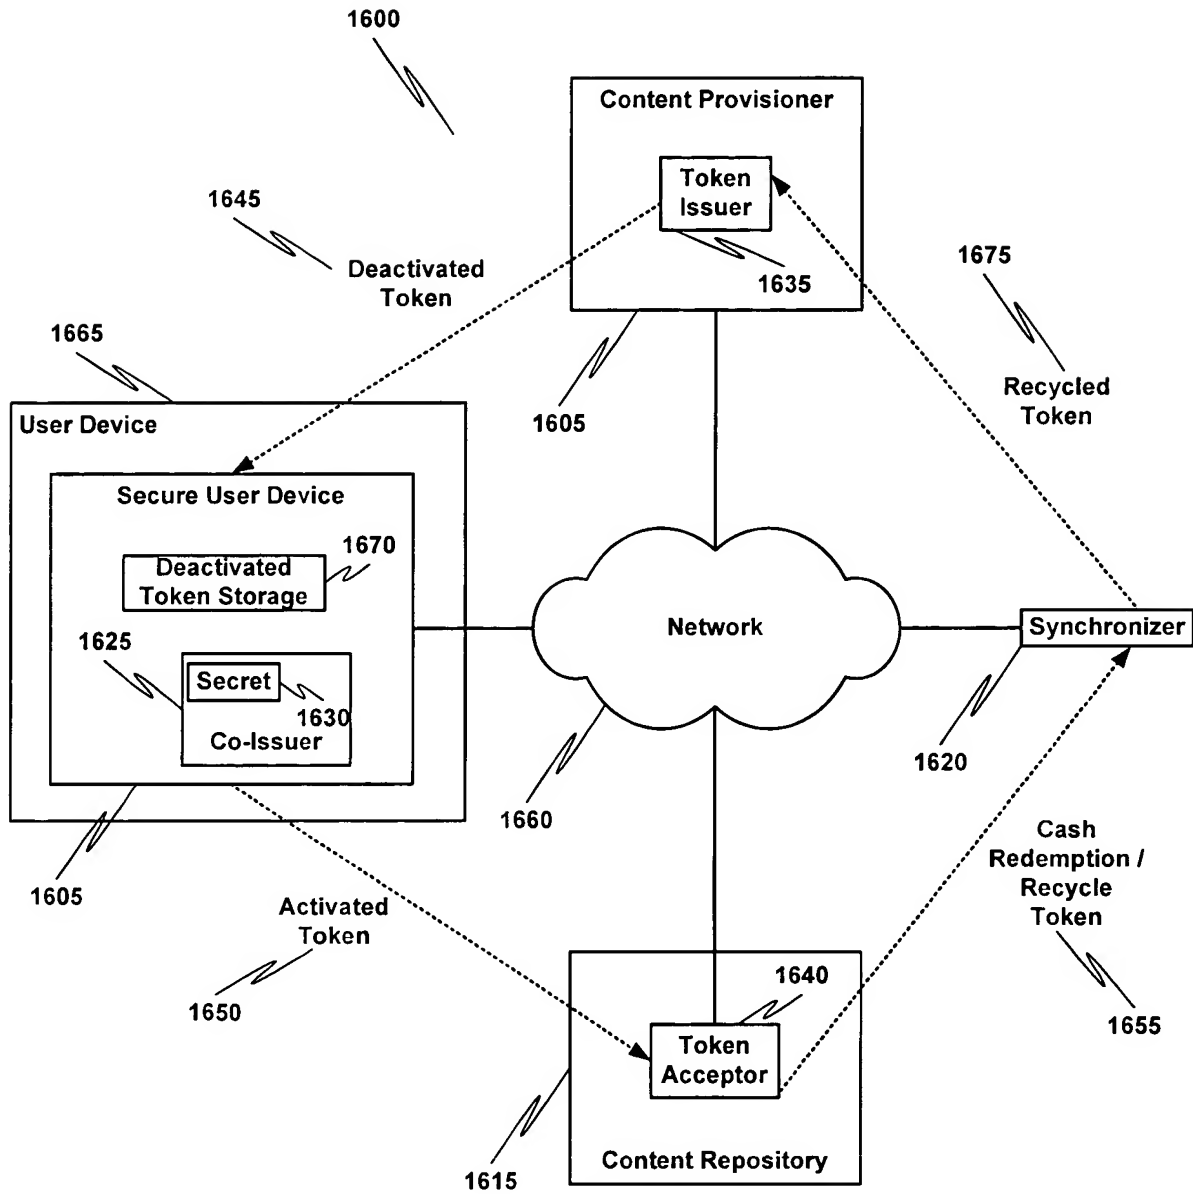 1600
Content Provisioner
Token
Issuer
1635
1645
Deactivated
Token
1675
Recycled
Token
1665
1605
User Device
Secure User Device
1670
Deactivated
Token Storage
1625
Secret
1630
Co-Issuer
Network
Synchronizer
1620
1660
1605
Activated
Token
1650
Cash
Redemption /
Recycle
Token
1655
1640
Token
Acceptor
1615
Content Repository